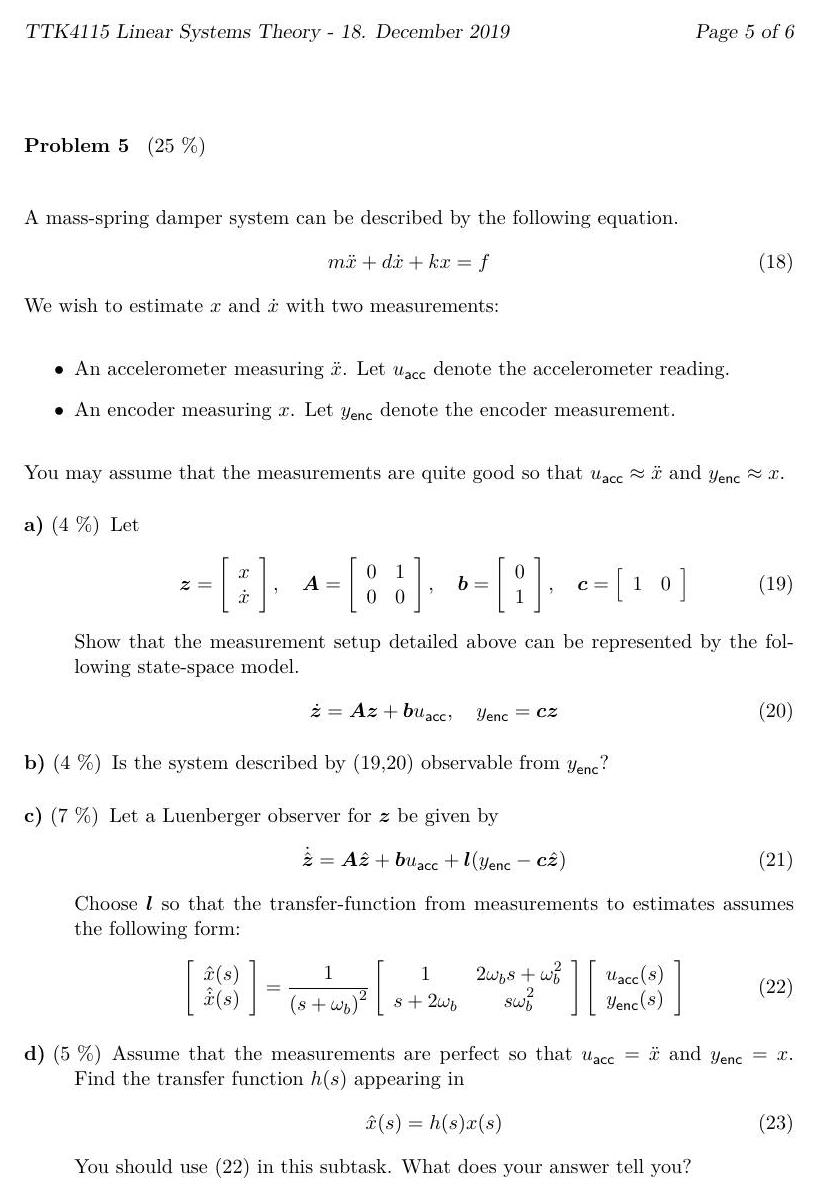 TTK4115 Linear Systems Theory - 18. December 2019 Page 5 of 6
Problem 5 (25 %)
A mass-spring damper system can be described by the following equation.
mẍ + dẋ + kx = f (18)
We wish to estimate x and ẋ with two measurements:
• An accelerometer measuring ẍ. Let u_acc denote the accelerometer reading.
• An encoder measuring x. Let y_enc denote the encoder measurement.
You may assume that the measurements are quite good so that u_acc ≈ ẍ and y_enc ≈ x.
a) (4 %) Let
z = [ x ; ẋ ], A = [ 0 1 ; 0 0 ], b = [ 0 ; 1 ], c = [ 1 0 ] (19)
Show that the measurement setup detailed above can be represented by the fol-
lowing state-space model.
ż = Az + bu_acc, y_enc = cz (20)
b) (4 %) Is the system described by (19,20) observable from y_enc?
c) (7 %) Let a Luenberger observer for z be given by
ẑ̇ = Aẑ + bu_acc + l(y_enc − cẑ) (21)
Choose l so that the transfer-function from measurements to estimates assumes
the following form:
[ x̂(s) ; ẋ̂(s) ] = 1/(s + ω_b)² [ 1 2ω_b s + ω_b² ; s + 2ω_b sω_b² ] [ u_acc(s) ; y_enc(s) ] (22)
d) (5 %) Assume that the measurements are perfect so that u_acc = ẍ and y_enc = x.
Find the transfer function h(s) appearing in
x̂(s) = h(s)x(s) (23)
You should use (22) in this subtask. What does your answer tell you?